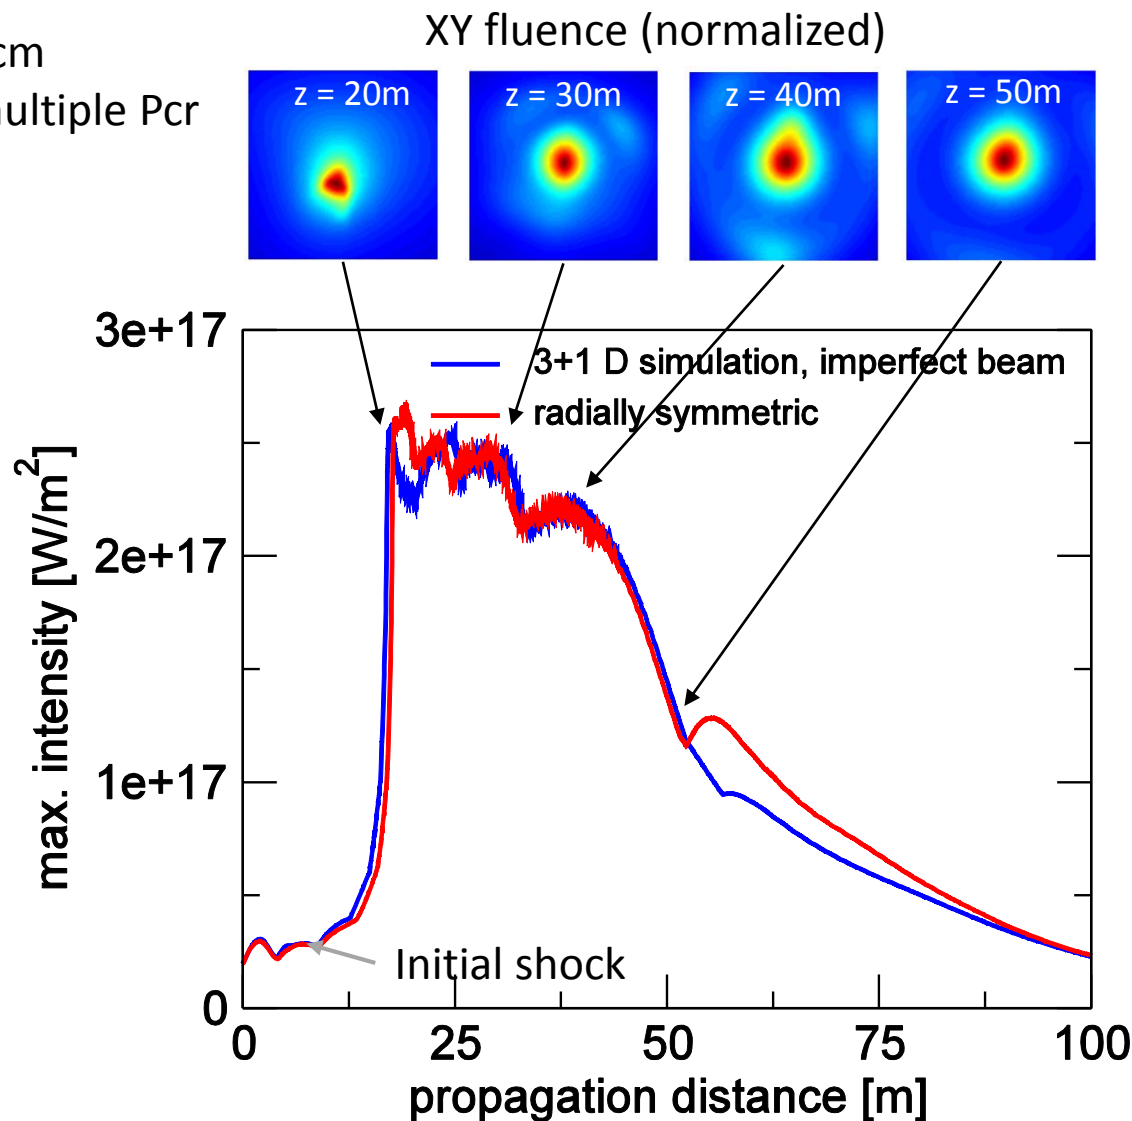 XY fluence (normalized)
cm
multiple Pcr
z = 20m
z = 30m
z = 40m
z = 50m
3e+17
3+1 D simulation, imperfect beam
radially symmetric
2e+17
max. intensity [W/m²]
1e+17
Initial shock
0
0 25 50 75 100
propagation distance [m]